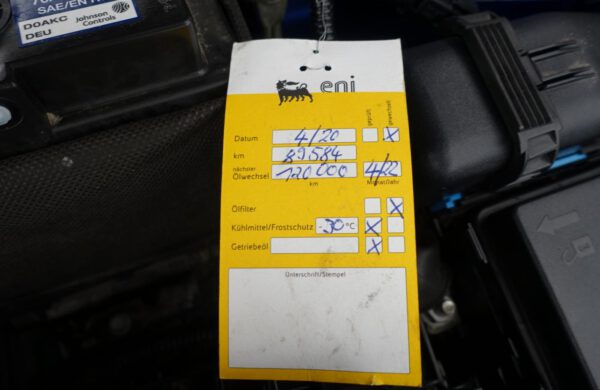 SAE/EN
DOAKC
DEU
Johnson
Controls
eni
geprüft gewechselt
Datum 4/20 X
km 89584
nächster
Ölwechsel 120000 4/22
km Monat/Jahr
Ölfilter X
Kühlmittel/Frostschutz -30 °C X
Getriebeöl X
Unterschrift/Stempel